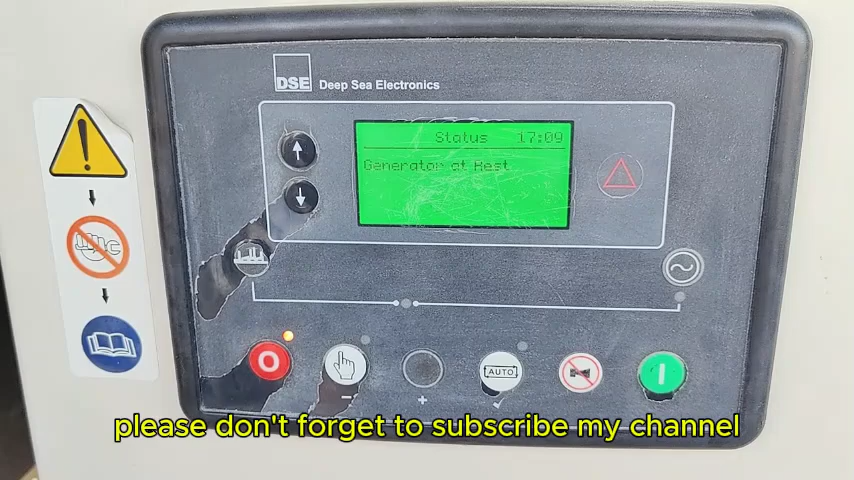 DSE Deep Sea Electronics
Status 17:09
Generator at Rest
AUTO
please don't forget to subscribe my channel